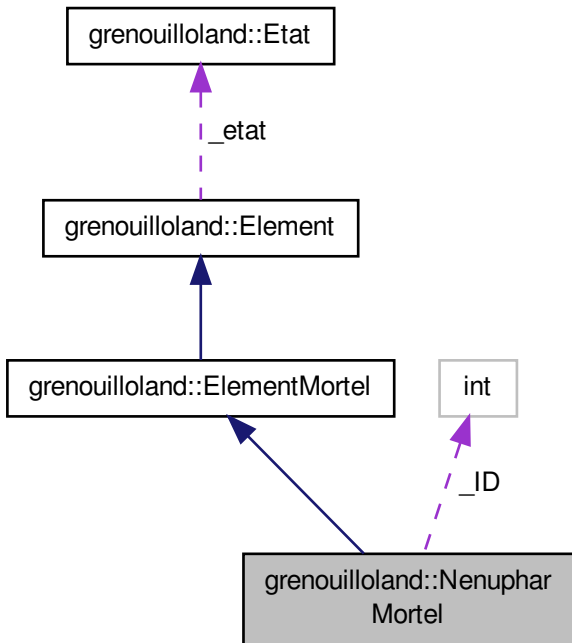 grenouilloland::Etat
_etat
grenouilloland::Element
grenouilloland::ElementMortel
int
_ID
grenouilloland::Nenuphar
Mortel